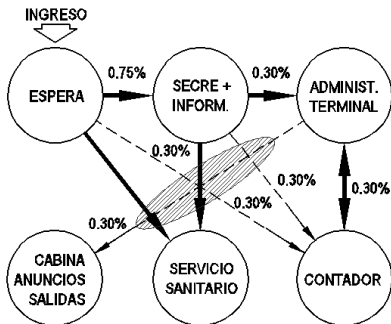 INGRESO
0.75%
0.30%
ESPERA
SECRE +
INFORM.
ADMINIST.
TERMINAL
0.30%
0.30%
0.30%
0.30%
0.30%
CABINA
ANUNCIOS
SALIDAS
SERVICIO
SANITARIO
CONTADOR